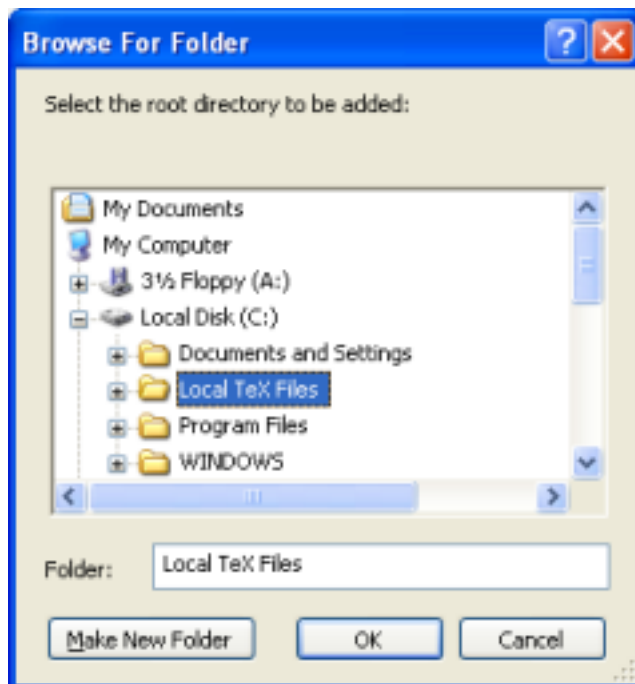 Browse For Folder
Select the root directory to be added:
My Documents
My Computer
3½ Floppy (A:)
Local Disk (C:)
Documents and Settings
Local TeX Files
Program Files
WINDOWS
Folder: Local TeX Files
Make New Folder OK Cancel